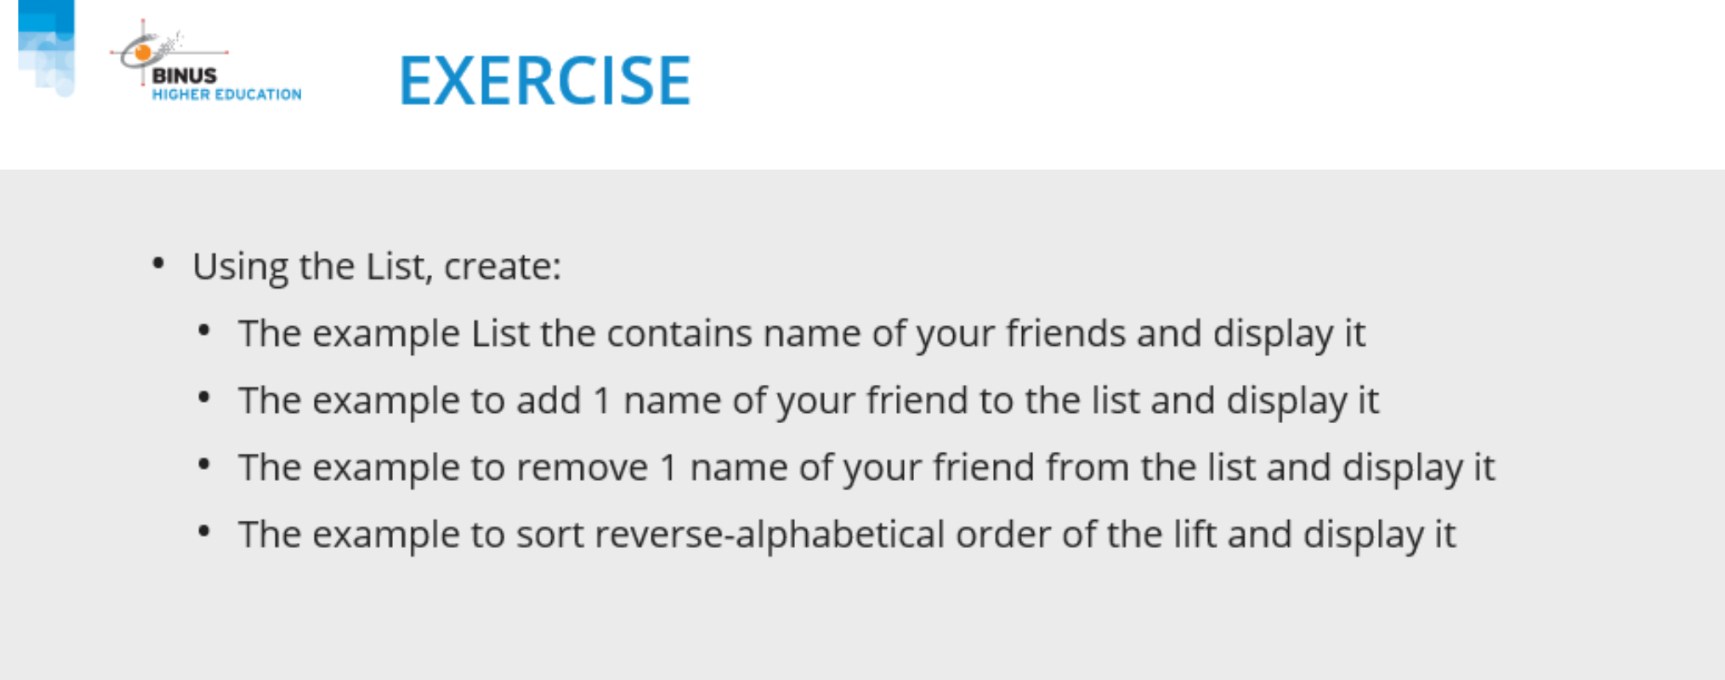 BINUS
HIGHER EDUCATION
EXERCISE
• Using the List, create:
• The example List the contains name of your friends and display it
• The example to add 1 name of your friend to the list and display it
• The example to remove 1 name of your friend from the list and display it
• The example to sort reverse-alphabetical order of the lift and display it